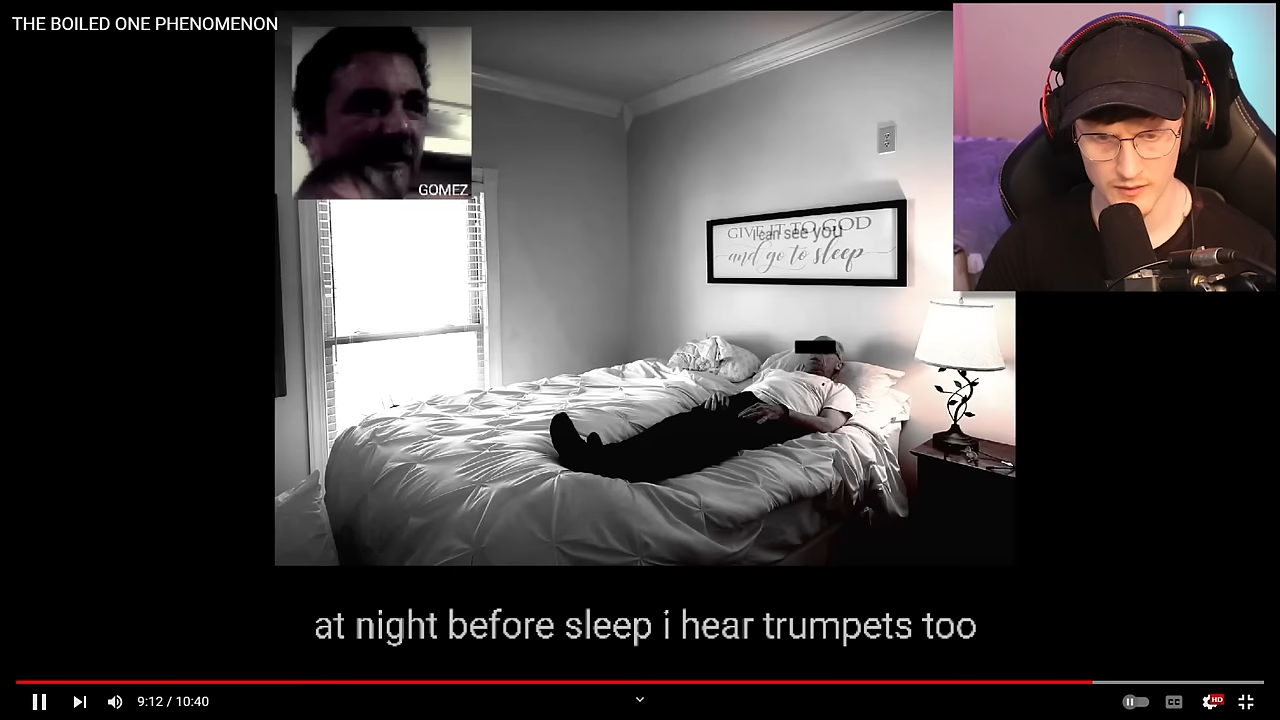 THE BOILED ONE PHENOMENON
GOMEZ
GIVE IT TO GOD
i can see you
and go to sleep
at night before sleep i hear trumpets too
9:12 / 10:40
CC
HD